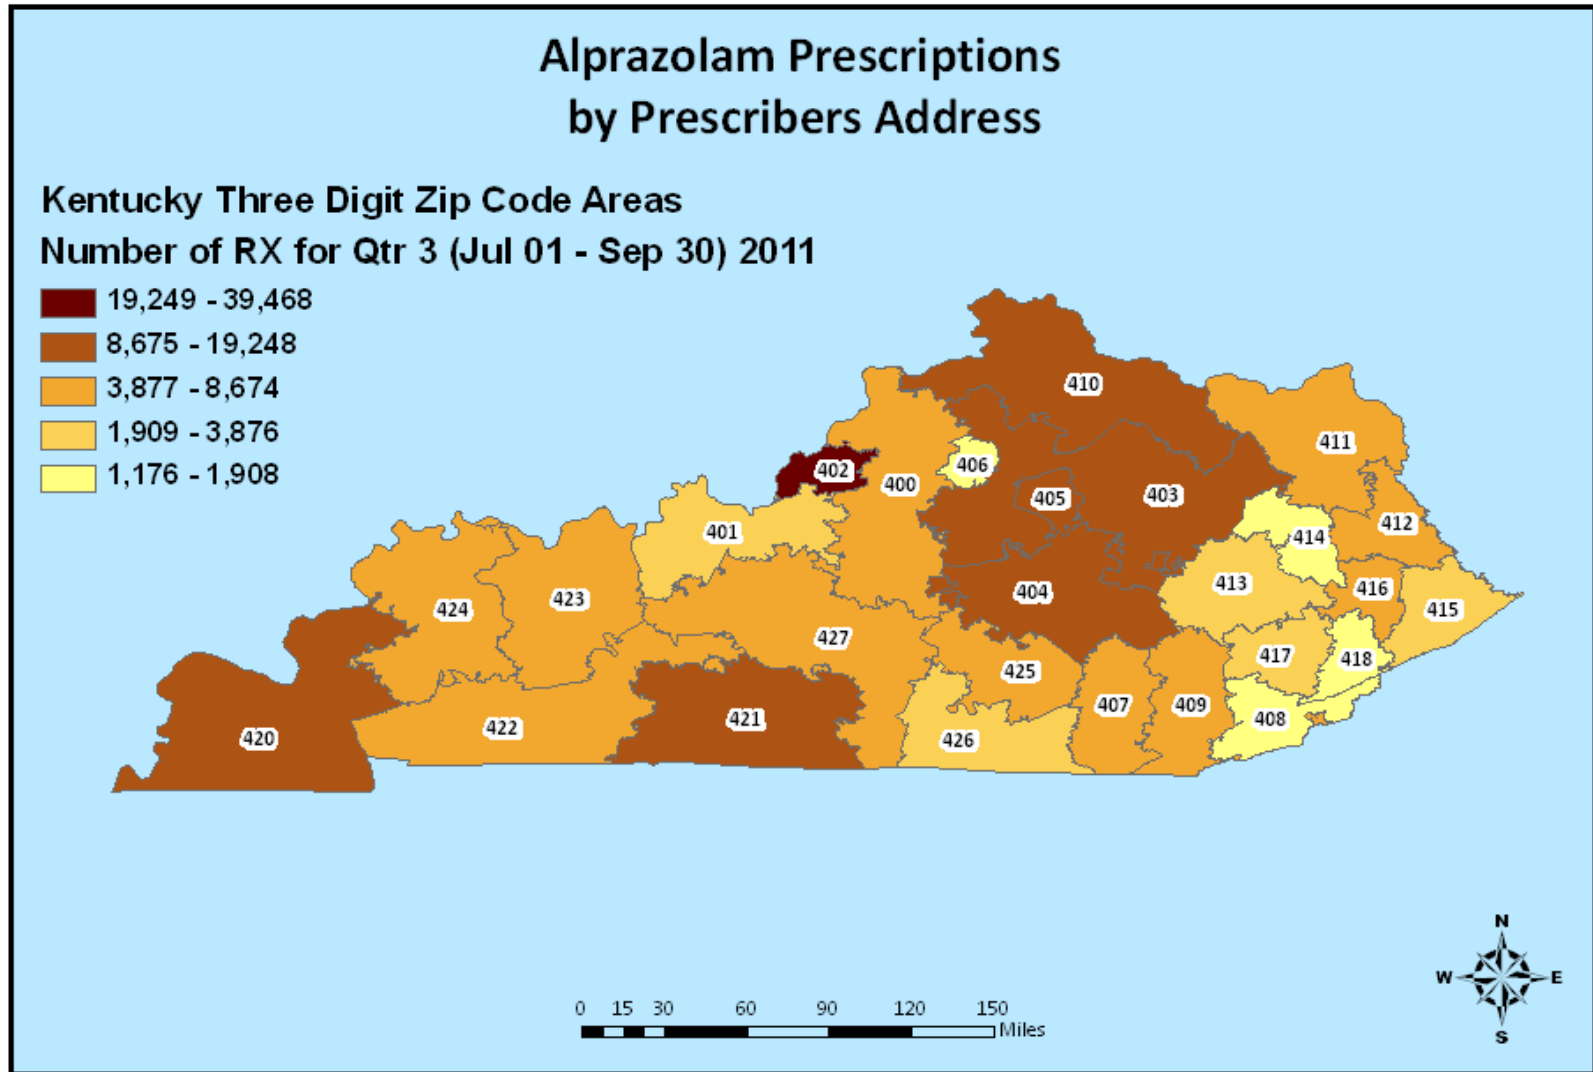 Alprazolam Prescriptions
by Prescribers Address
Kentucky Three Digit Zip Code Areas
Number of RX for Qtr 3 (Jul 01 - Sep 30) 2011
19,249 - 39,468
8,675 - 19,248
3,877 - 8,674
1,909 - 3,876
1,176 - 1,908
410
411
402
406
400
405
403
412
401
414
413
404
416
415
424
423
427
417
418
425
407
409
408
420
422
421
426
N
W E
S
0 15 30 60 90 120 150
Miles